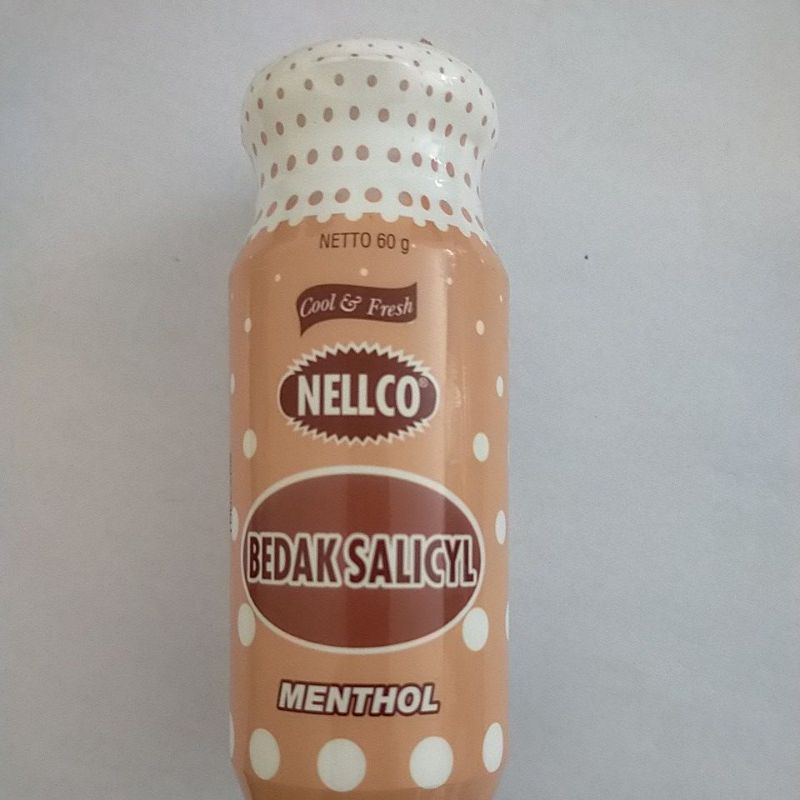 NETTO 60 g
Cool & Fresh
NELLCO®
BEDAK SALICYL
MENTHOL